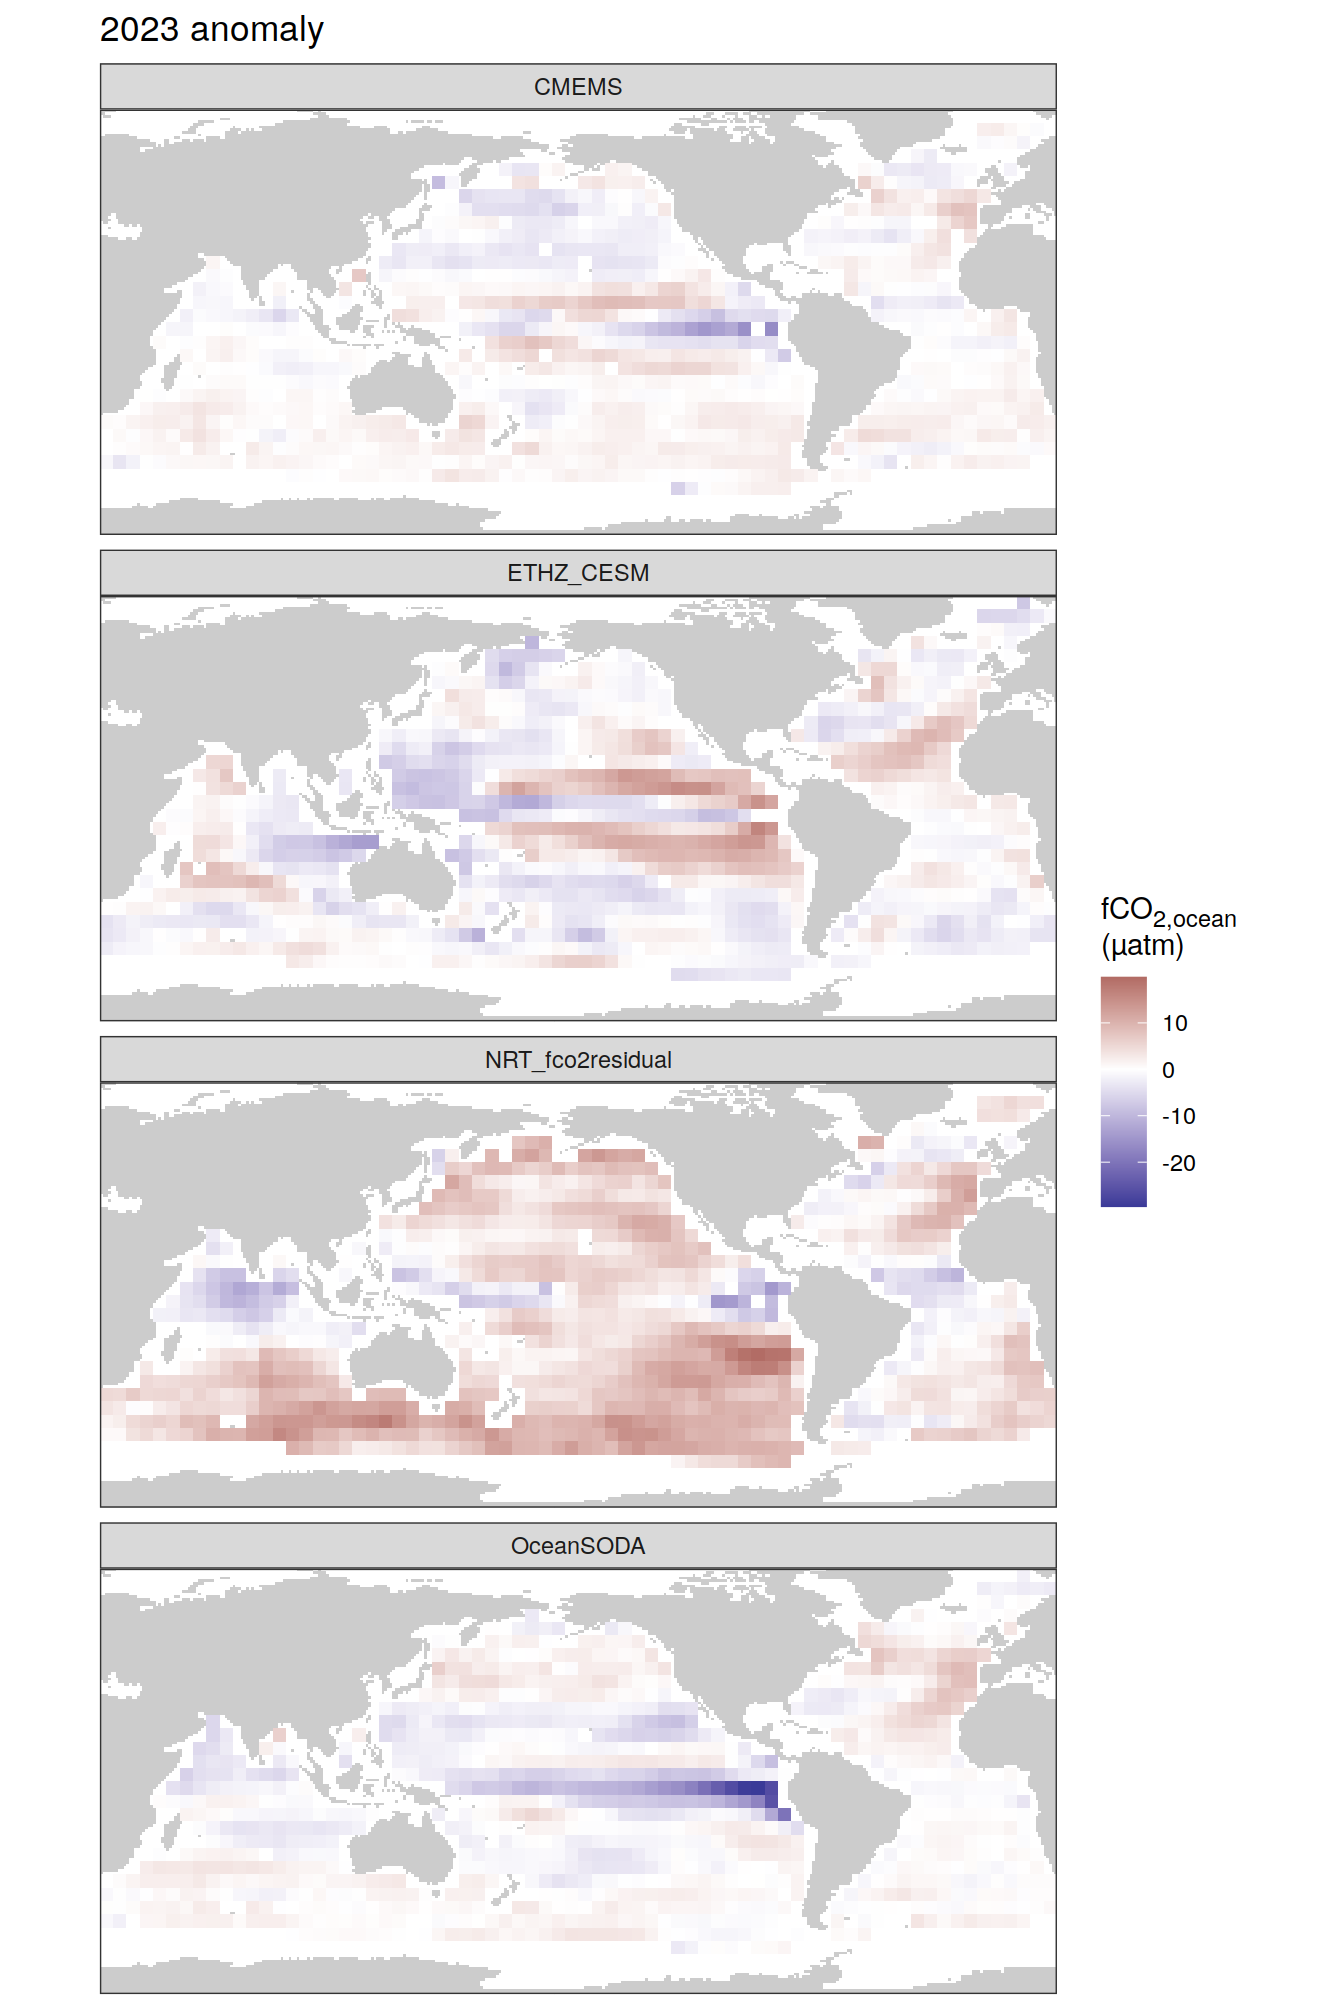 2023 anomaly
CMEMS
ETHZ_CESM
NRT_fco2residual
OceanSODA
fCO2,ocean
(µatm)
10
0
-10
-20